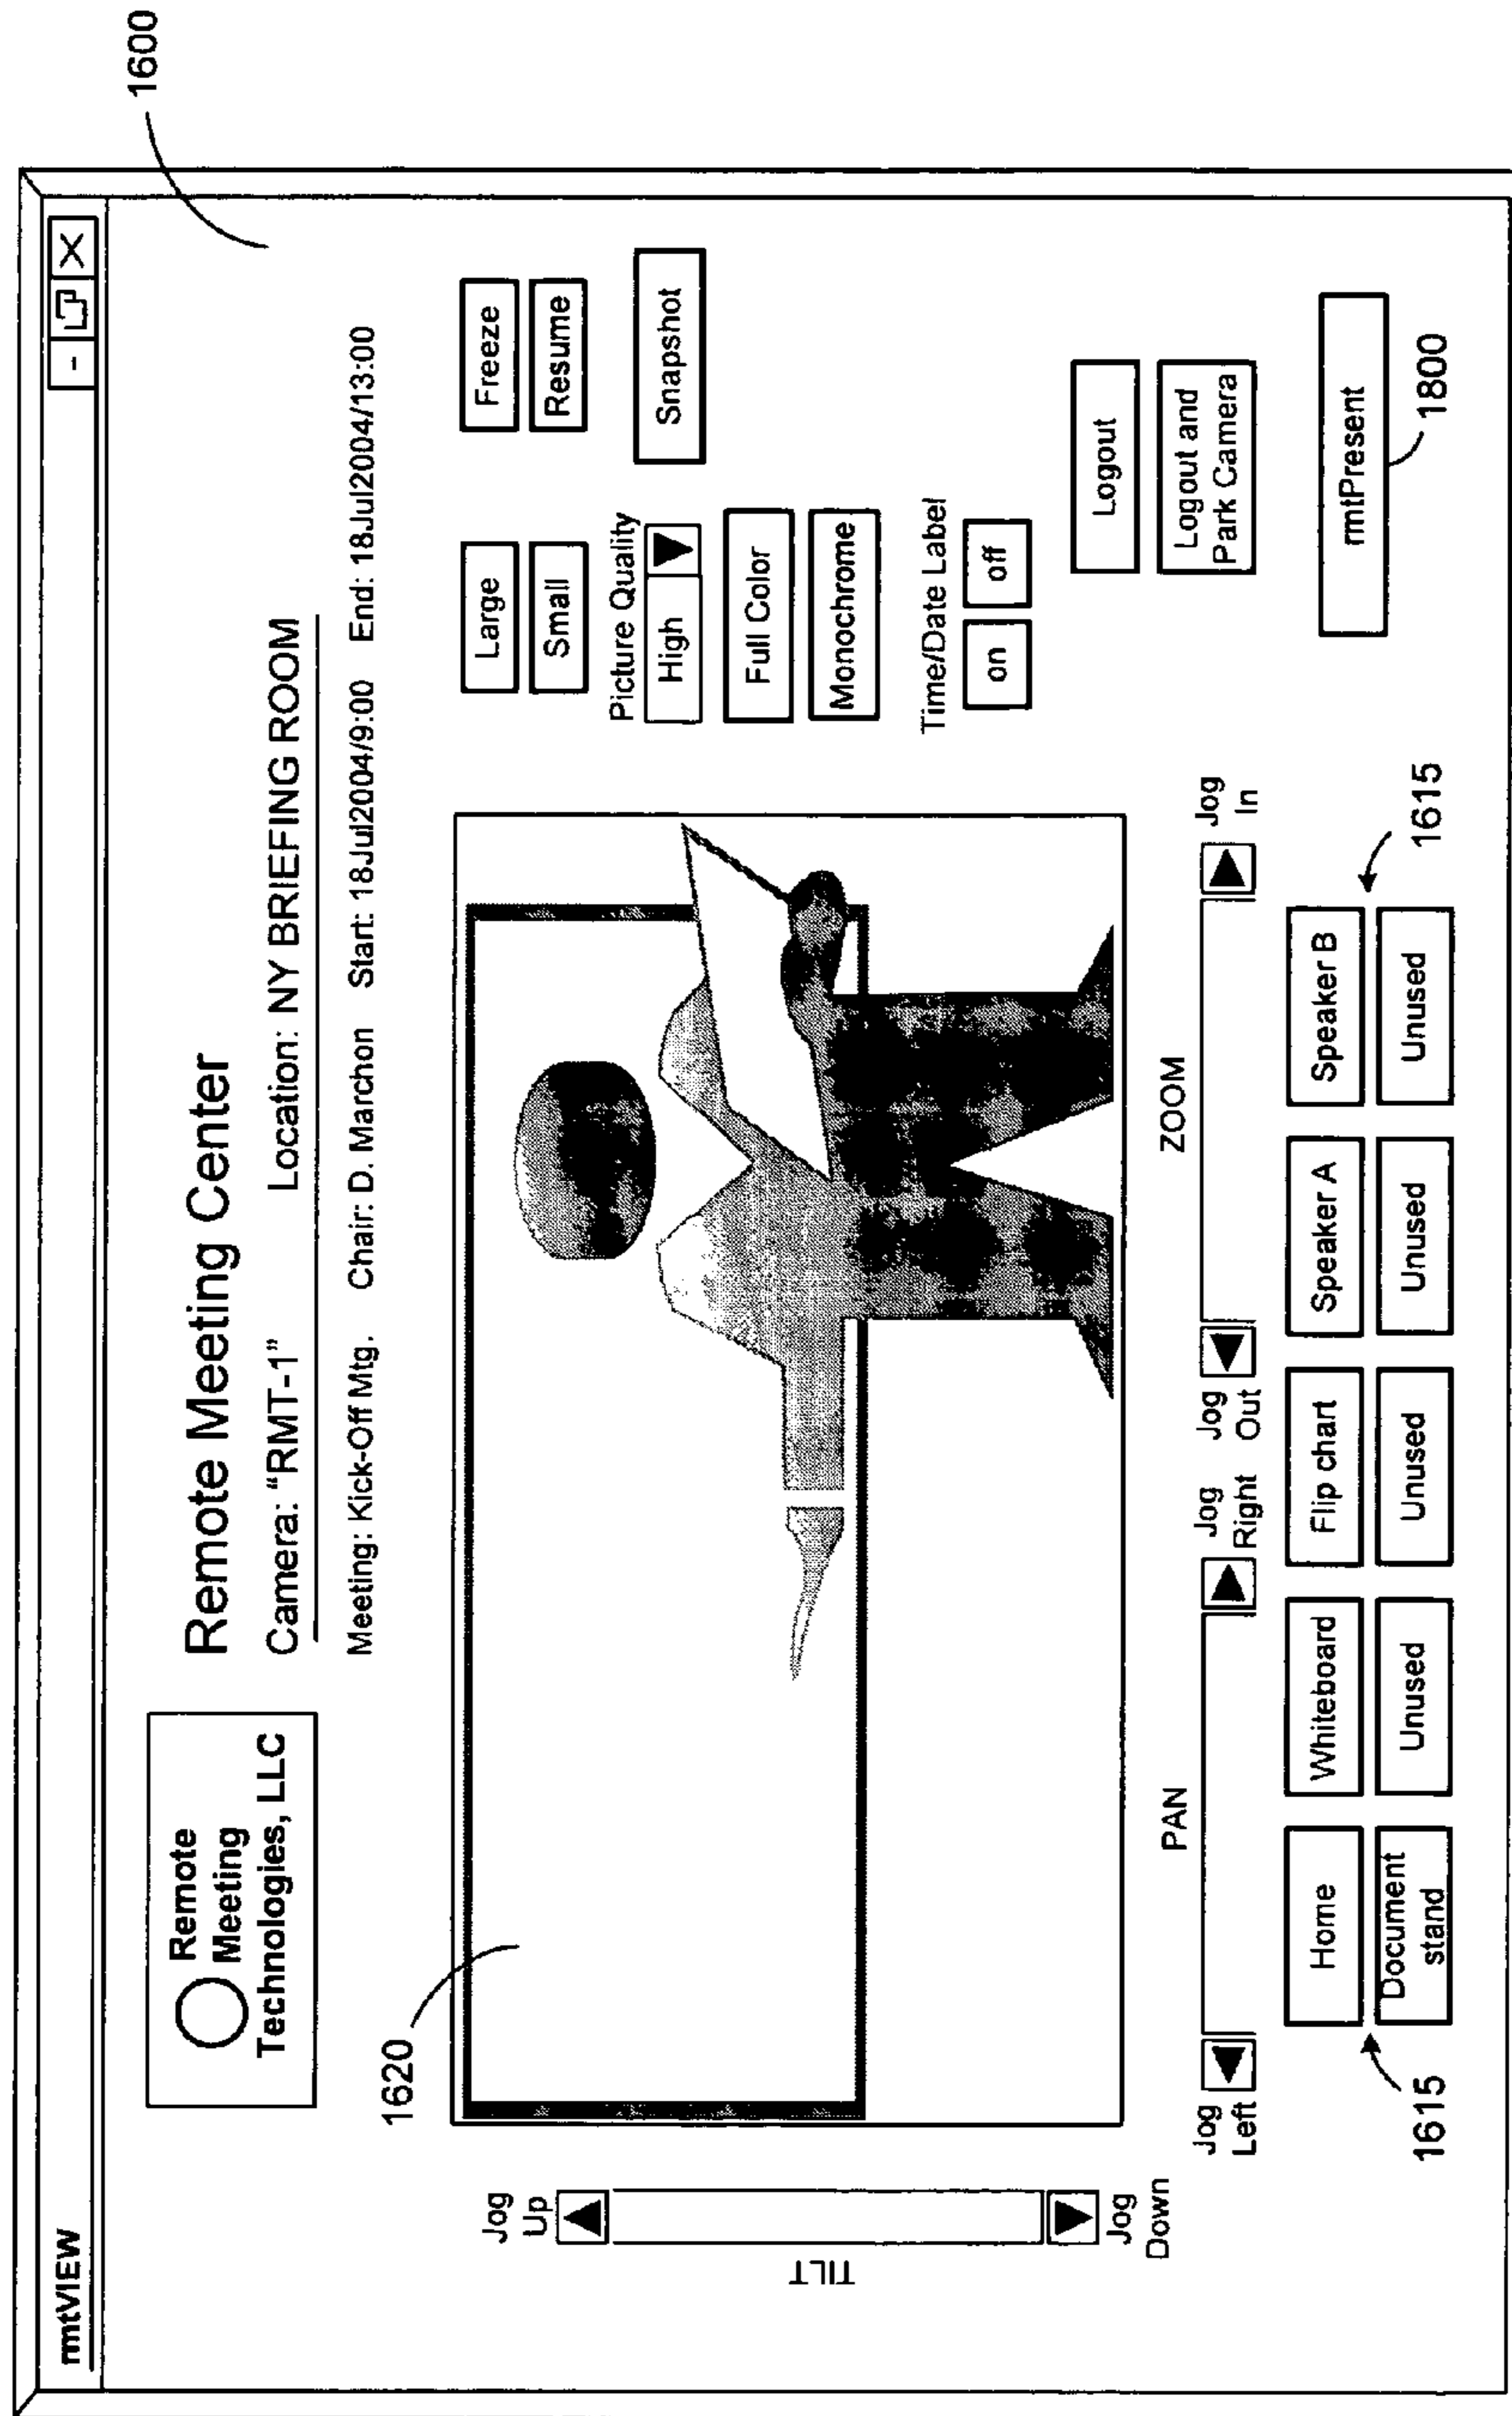 rmtVIEW
-
X
1600
Remote
Meeting
Technologies, LLC
Remote Meeting Center
Camera: “RMT-1” Location: NY BRIEFING ROOM
Meeting: Kick-Off Mtg. Chair: D. Marchon Start: 18Jul2004/9:00 End: 18Jul2004/13:00
1620
Jog
Up
TILT
Jog
Down
Large
Small
Freeze
Resume
Picture Quality
High
Snapshot
Full Color
Monochrome
Time/Date Label
on
off
Logout
Logout and
Park Camera
PAN
Jog
Left
Jog
Right
ZOOM
Jog
Out
Jog
In
1615
Home
Whiteboard
Flip chart
Speaker A
Speaker B
1615
Document
stand
Unused
Unused
Unused
Unused
rmtPresent
1800